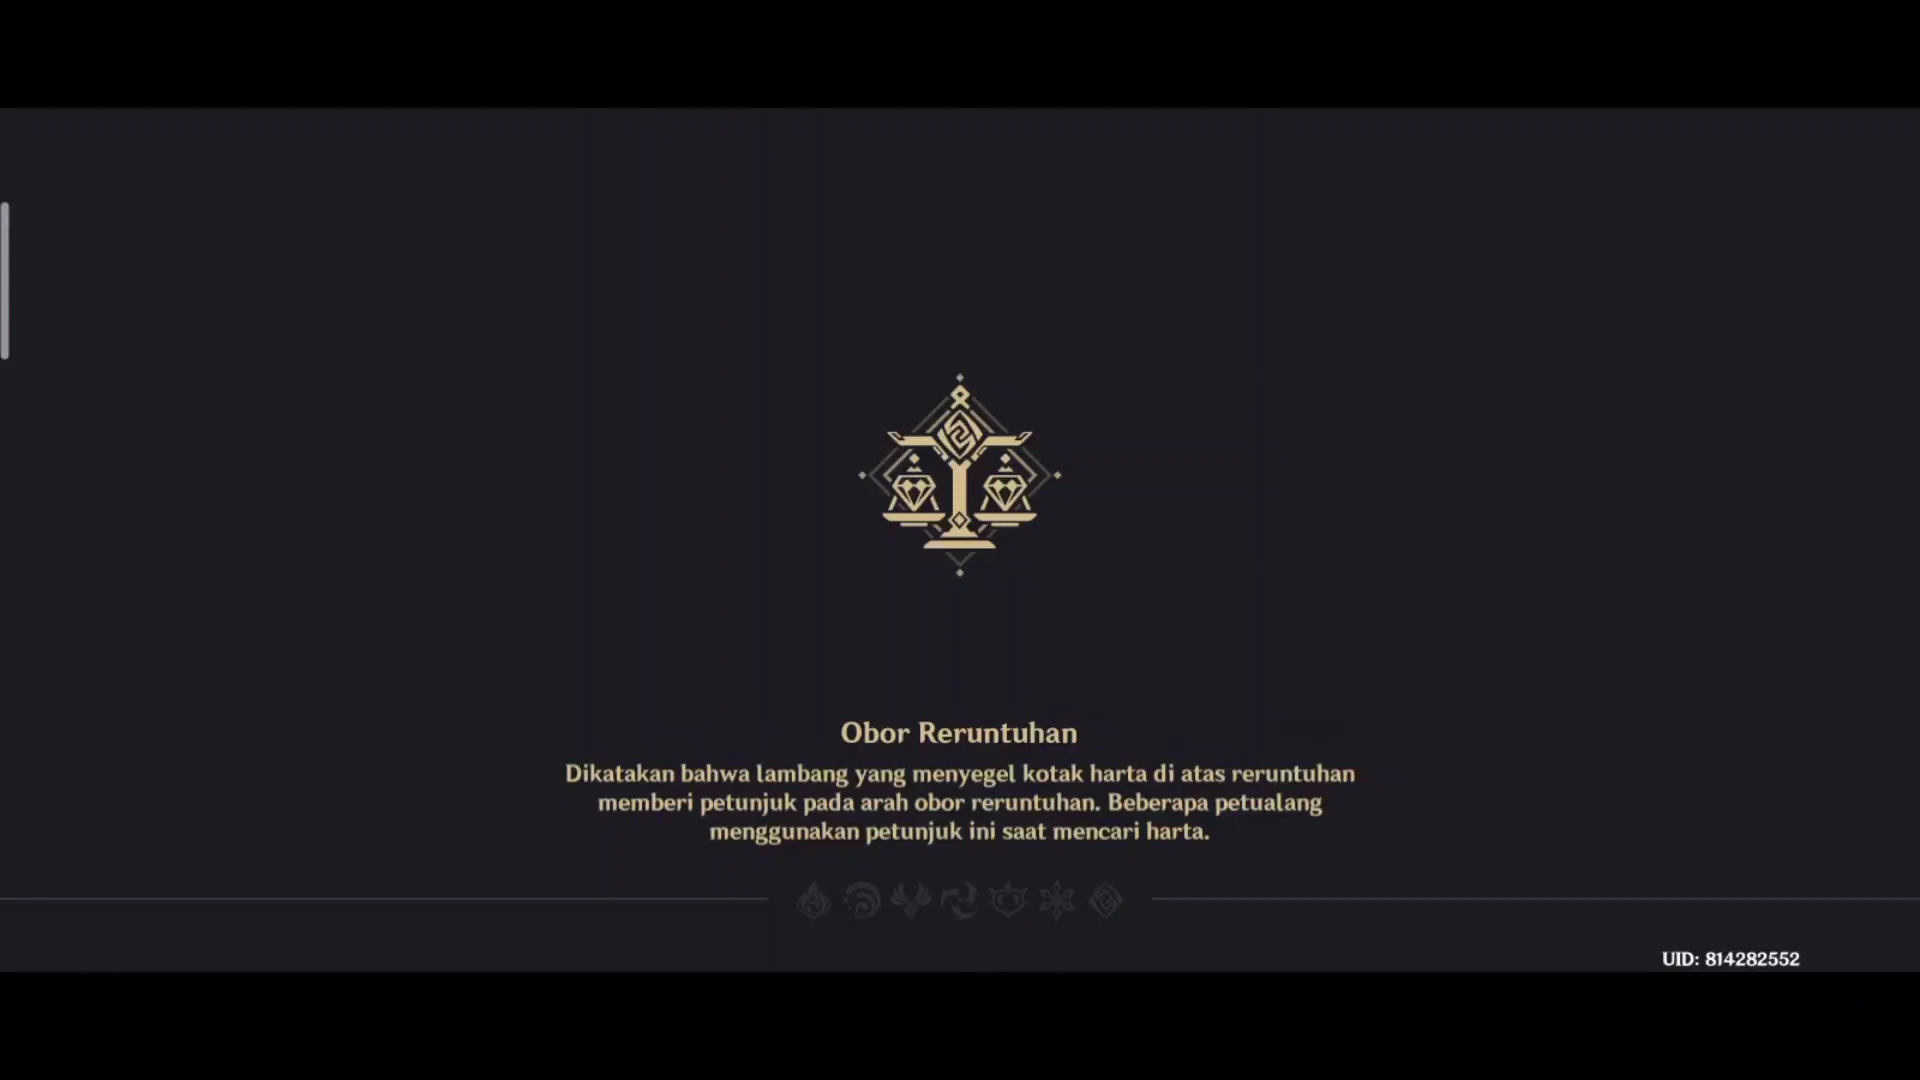 Obor Reruntuhan
Dikatakan bahwa lambang yang menyegel kotak harta di atas reruntuhan
memberi petunjuk pada arah obor reruntuhan. Beberapa petualang
menggunakan petunjuk ini saat mencari harta.
UID: 814282552